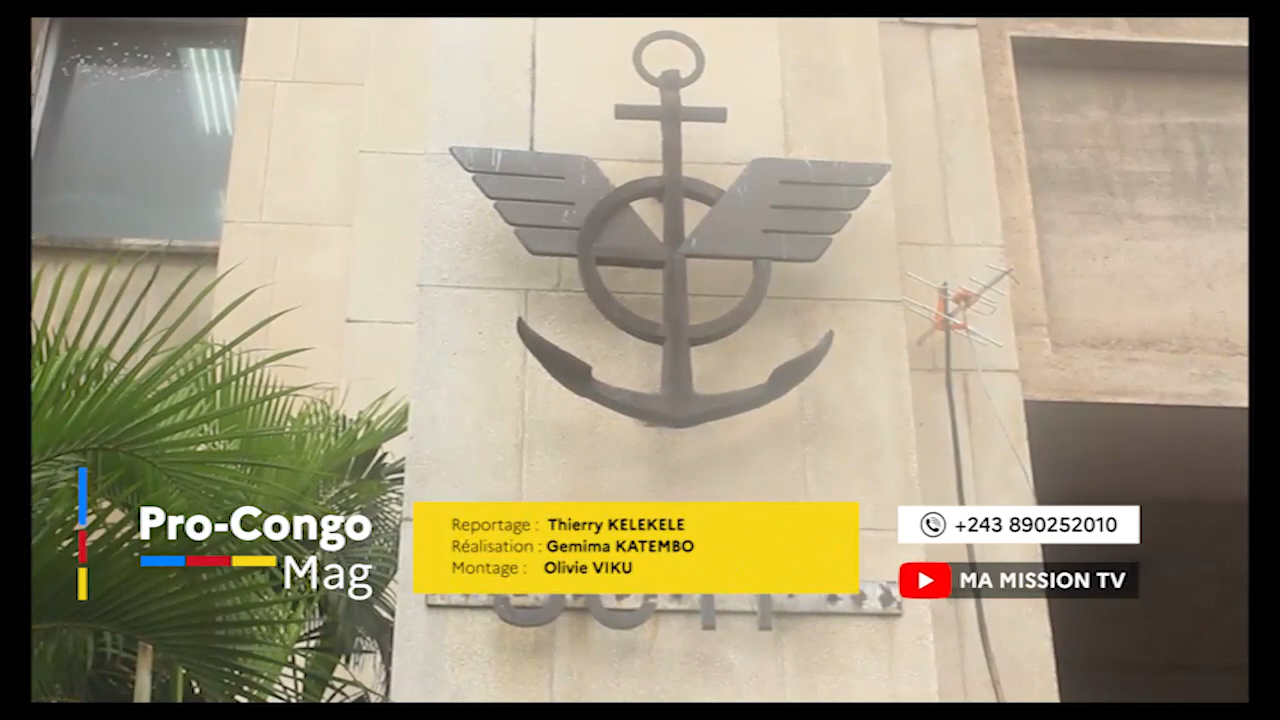 Pro-Congo
Mag
Reportage : Thierry KELEKELE
Réalisation : Gemima KATEMBO
Montage : Olivie VIKU
+243 890252010
MA MISSION TV